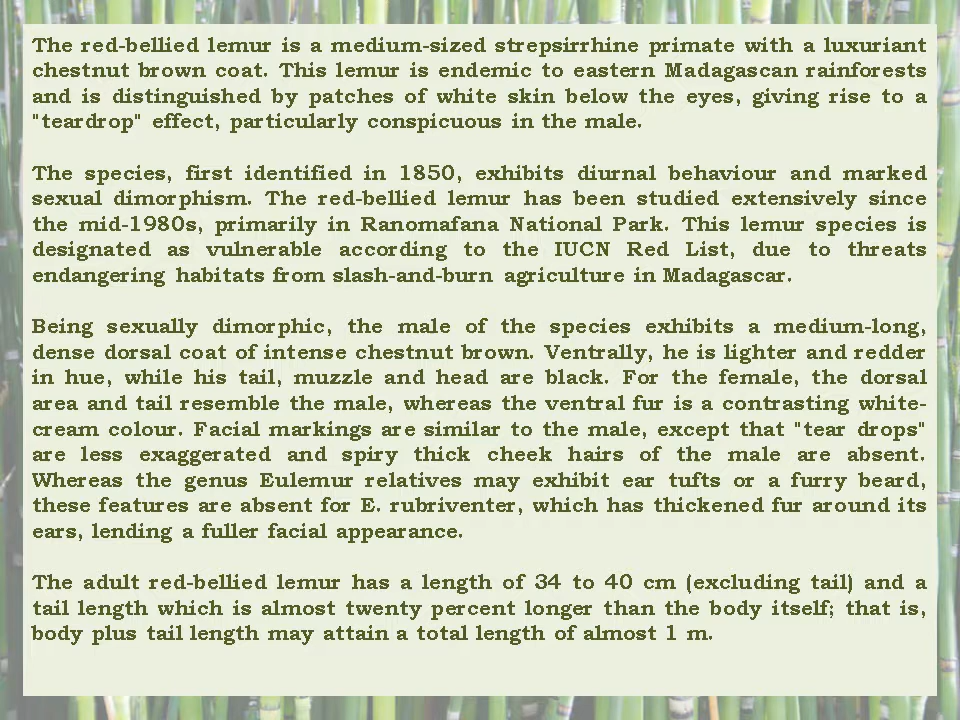 The red-bellied lemur is a medium-sized strepsirrhine primate with a luxuriant
chestnut brown coat. This lemur is endemic to eastern Madagascan rainforests
and is distinguished by patches of white skin below the eyes, giving rise to a
"teardrop" effect, particularly conspicuous in the male.
The species, first identified in 1850, exhibits diurnal behaviour and marked
sexual dimorphism. The red-bellied lemur has been studied extensively since
the mid-1980s, primarily in Ranomafana National Park. This lemur species is
designated as vulnerable according to the IUCN Red List, due to threats
endangering habitats from slash-and-burn agriculture in Madagascar.
Being sexually dimorphic, the male of the species exhibits a medium-long,
dense dorsal coat of intense chestnut brown. Ventrally, he is lighter and redder
in hue, while his tail, muzzle and head are black. For the female, the dorsal
area and tail resemble the male, whereas the ventral fur is a contrasting white-
cream colour. Facial markings are similar to the male, except that "tear drops"
are less exaggerated and spiry thick cheek hairs of the male are absent.
Whereas the genus Eulemur relatives may exhibit ear tufts or a furry beard,
these features are absent for E. rubriventer, which has thickened fur around its
ears, lending a fuller facial appearance.
The adult red-bellied lemur has a length of 34 to 40 cm (excluding tail) and a
tail length which is almost twenty percent longer than the body itself; that is,
body plus tail length may attain a total length of almost 1 m.